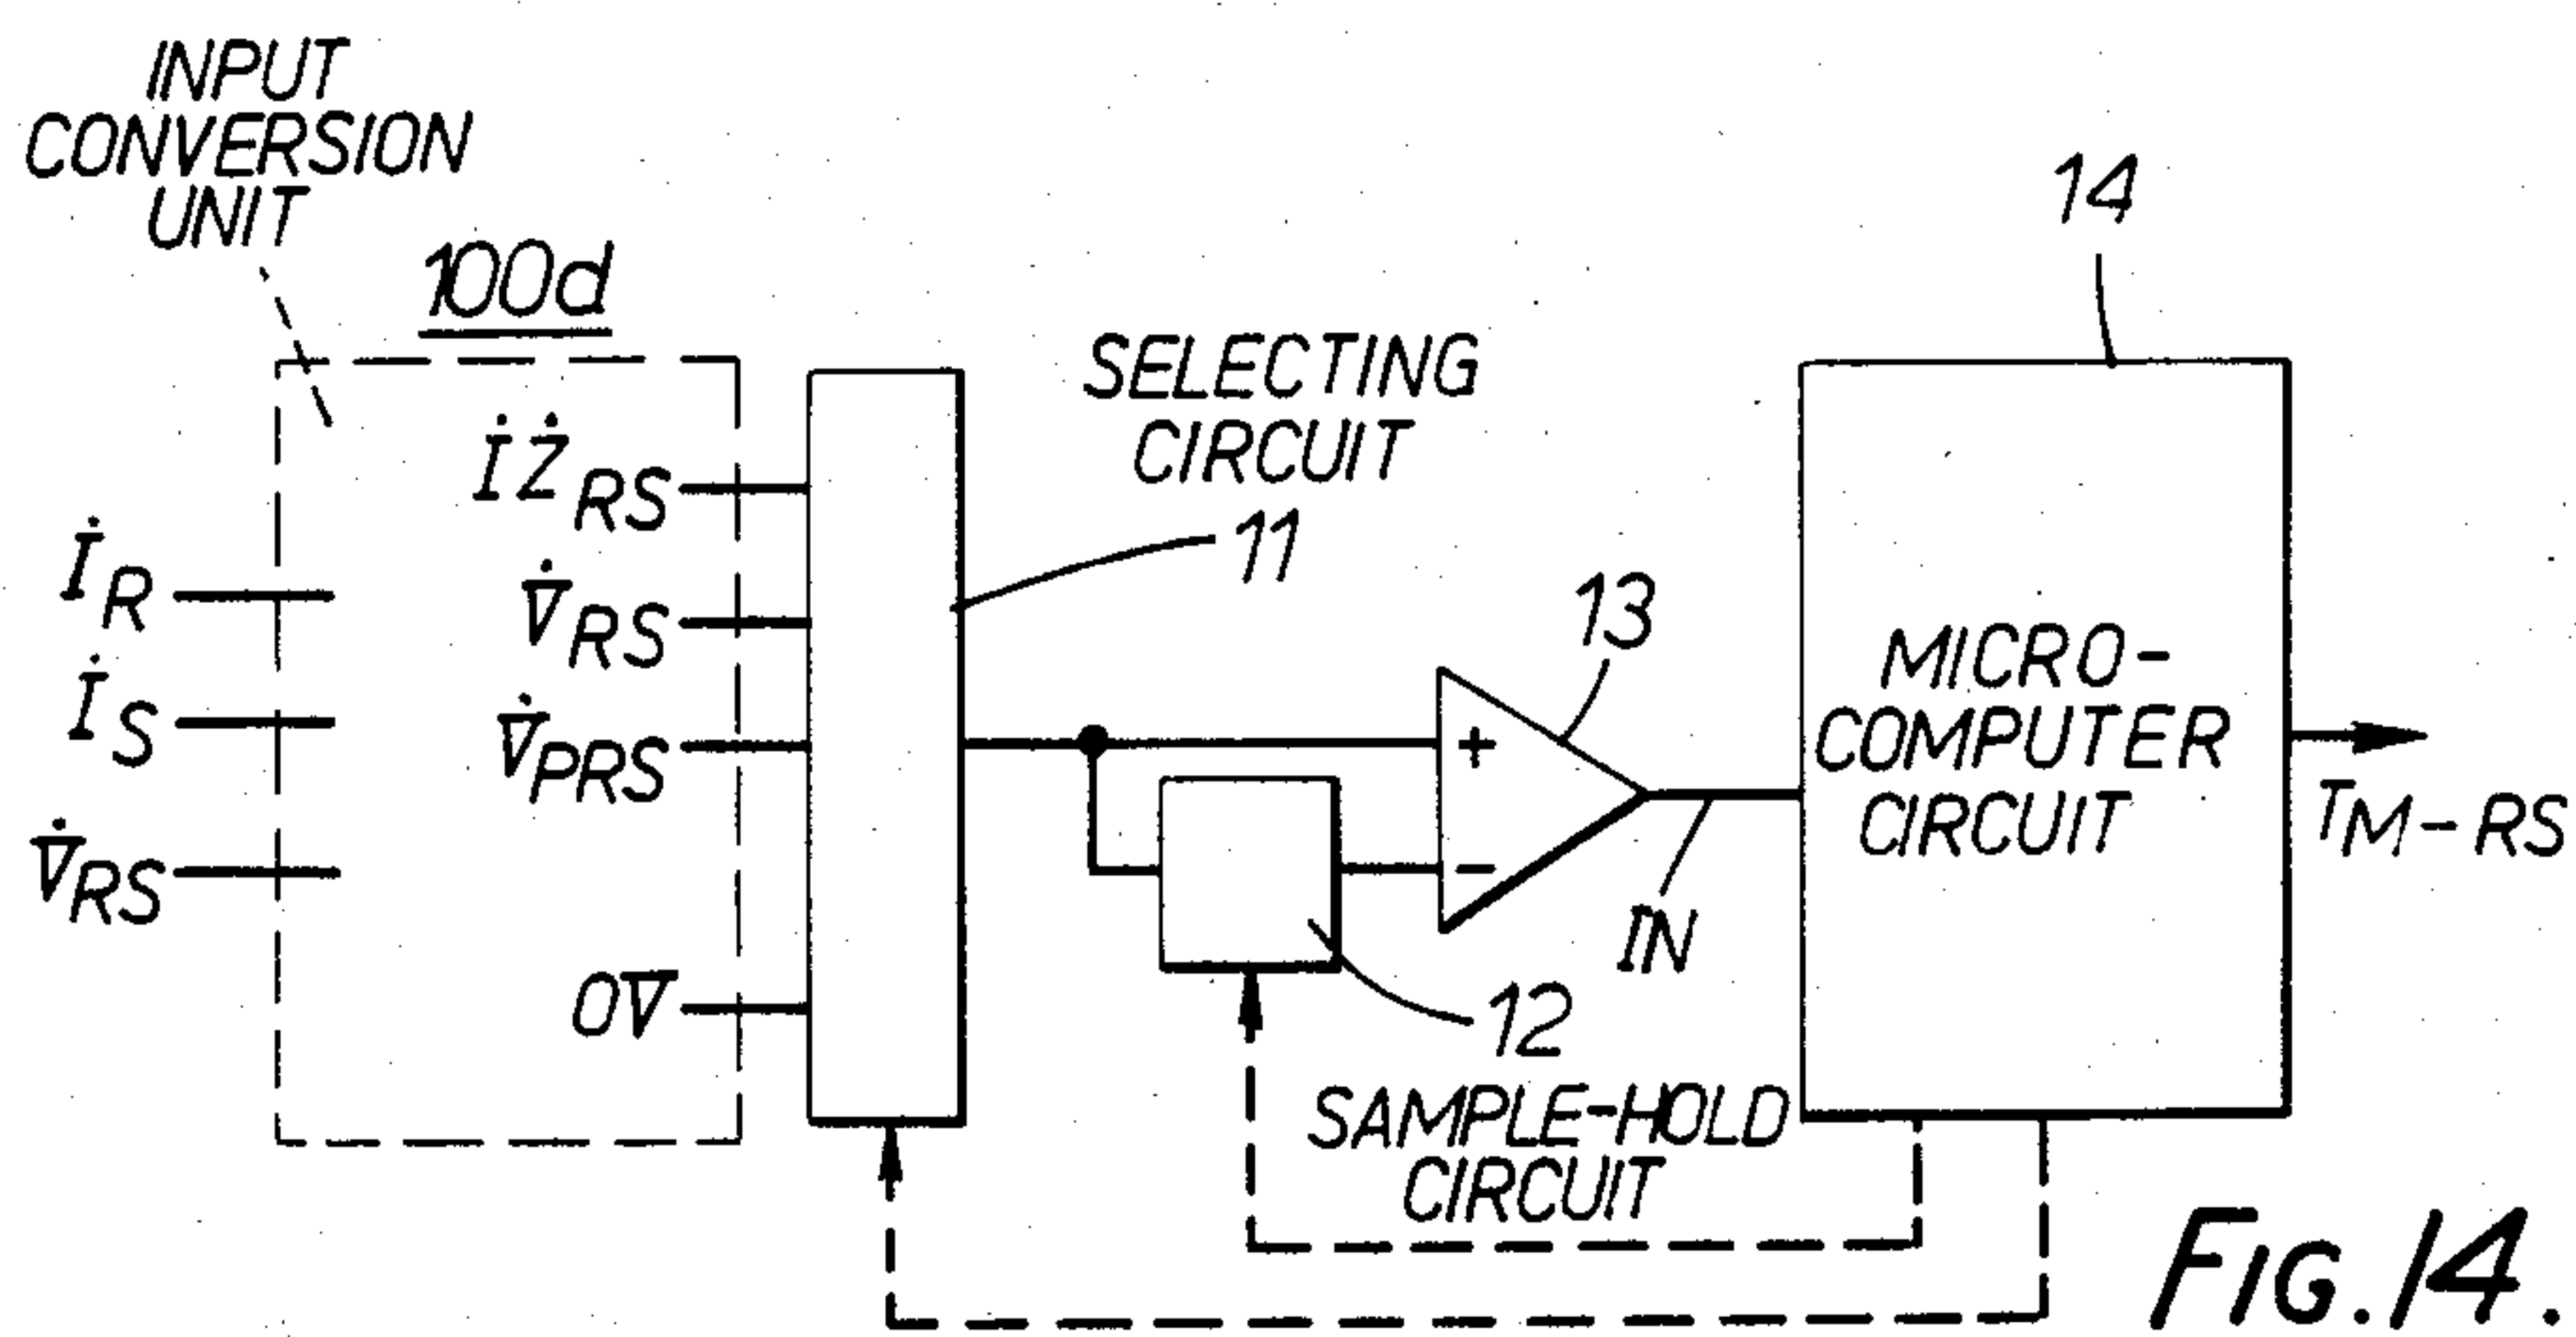 INPUT
CONVERSION
UNIT
100d
İ Ż RS
V̇RS
V̇PRS
0V
İR
İS
V̇RS
SELECTING
CIRCUIT
11
+
−
13
IN
12
SAMPLE-HOLD
CIRCUIT
14
MICRO-
COMPUTER
CIRCUIT
TM-RS
FIG. 14.